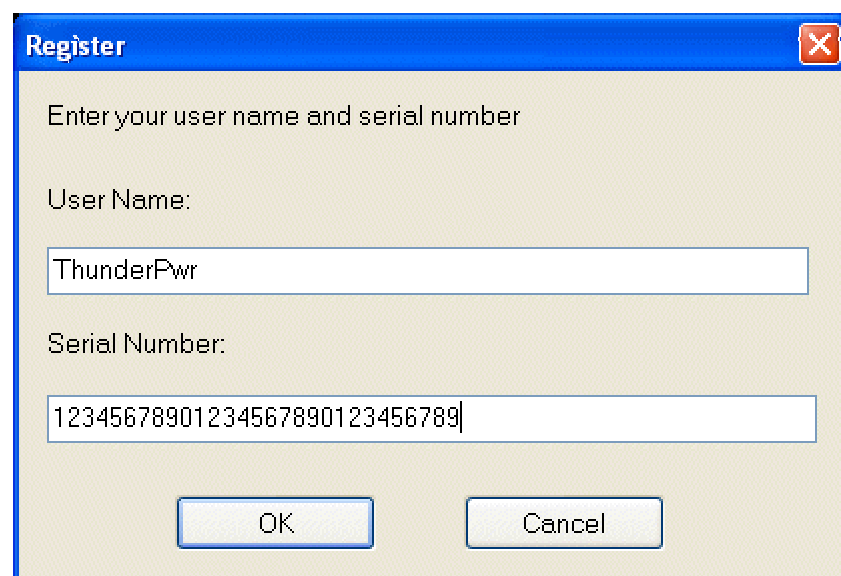 Register
Enter your user name and serial number
User Name:
ThunderPwr
Serial Number:
12345678901234567890123456789
OK Cancel